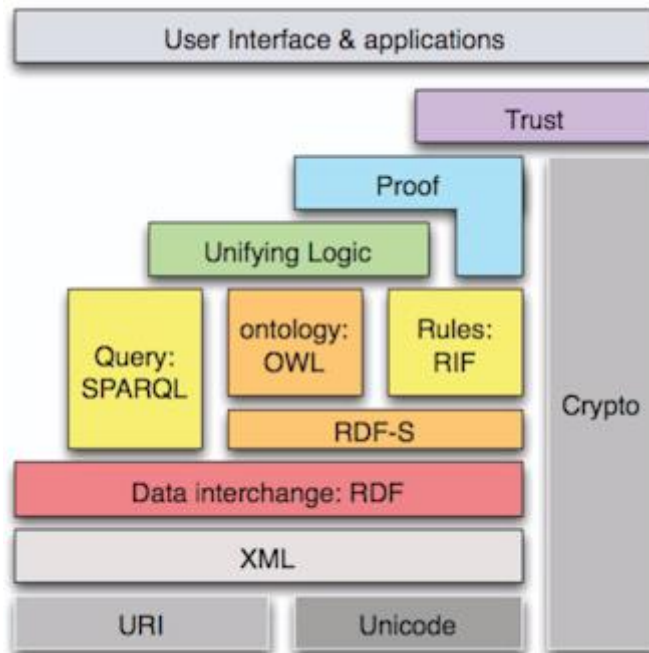 User Interface & applications
Trust
Proof
Unifying Logic
Query:
SPARQL
ontology:
OWL
Rules:
RIF
Crypto
RDF-S
Data interchange: RDF
XML
URI
Unicode